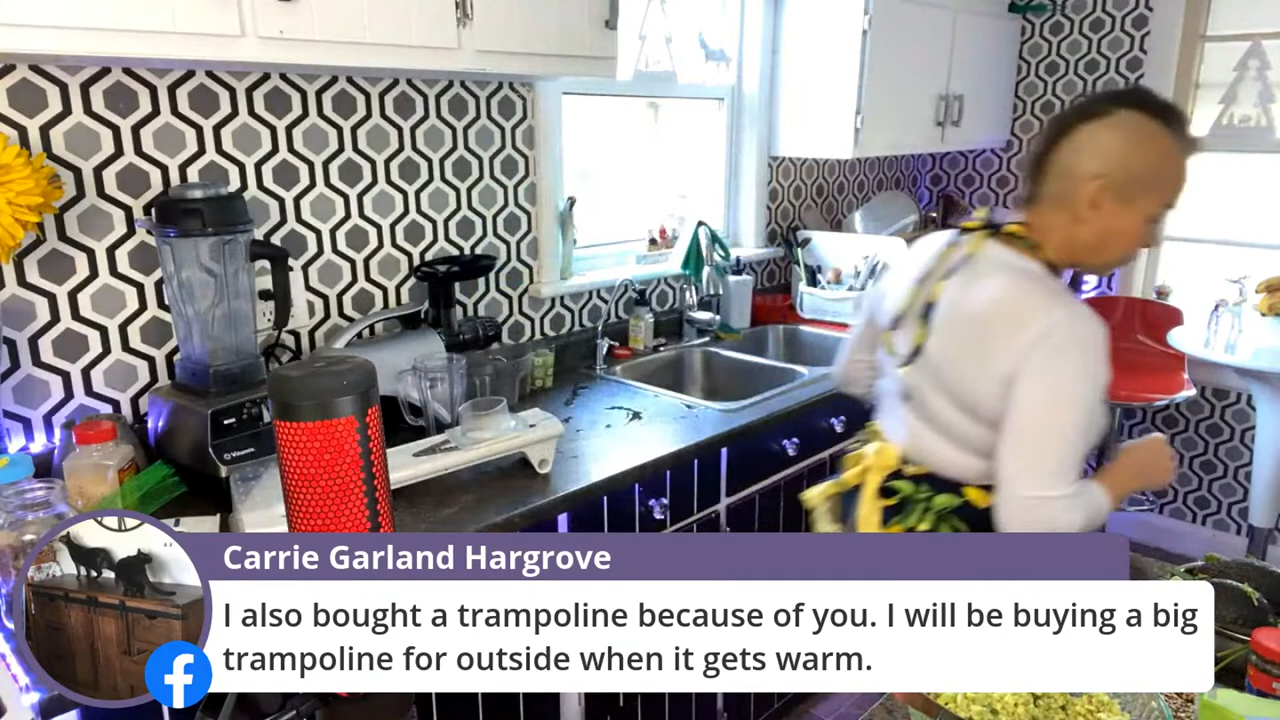 Vitamix
Carrie Garland Hargrove
I also bought a trampoline because of you. I will be buying a big
trampoline for outside when it gets warm.